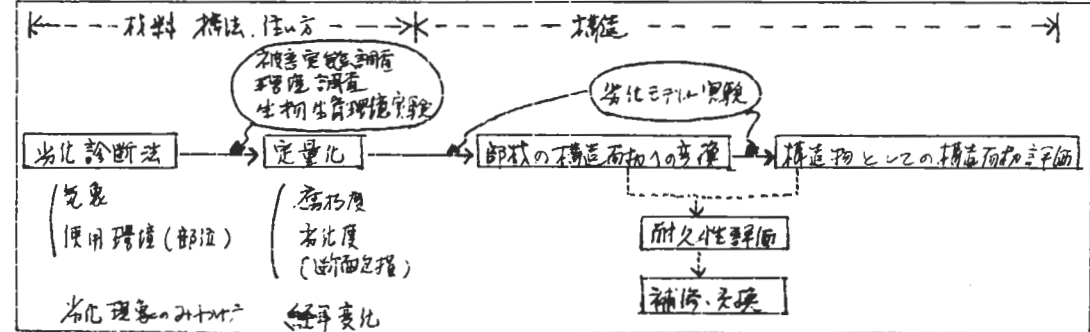 材料 構法、住い方
構造
被害実態調査
環境調査
生物生育環境実験
劣化モデル実験
劣化診断法
定量化
部材の構造耐力への変換
構造物としての構造耐力評価
気象
使用環境(部位)
腐朽度
劣化度
(断面欠損)
耐久性評価
補修・交換
劣化現象のみわけ方
経年変化